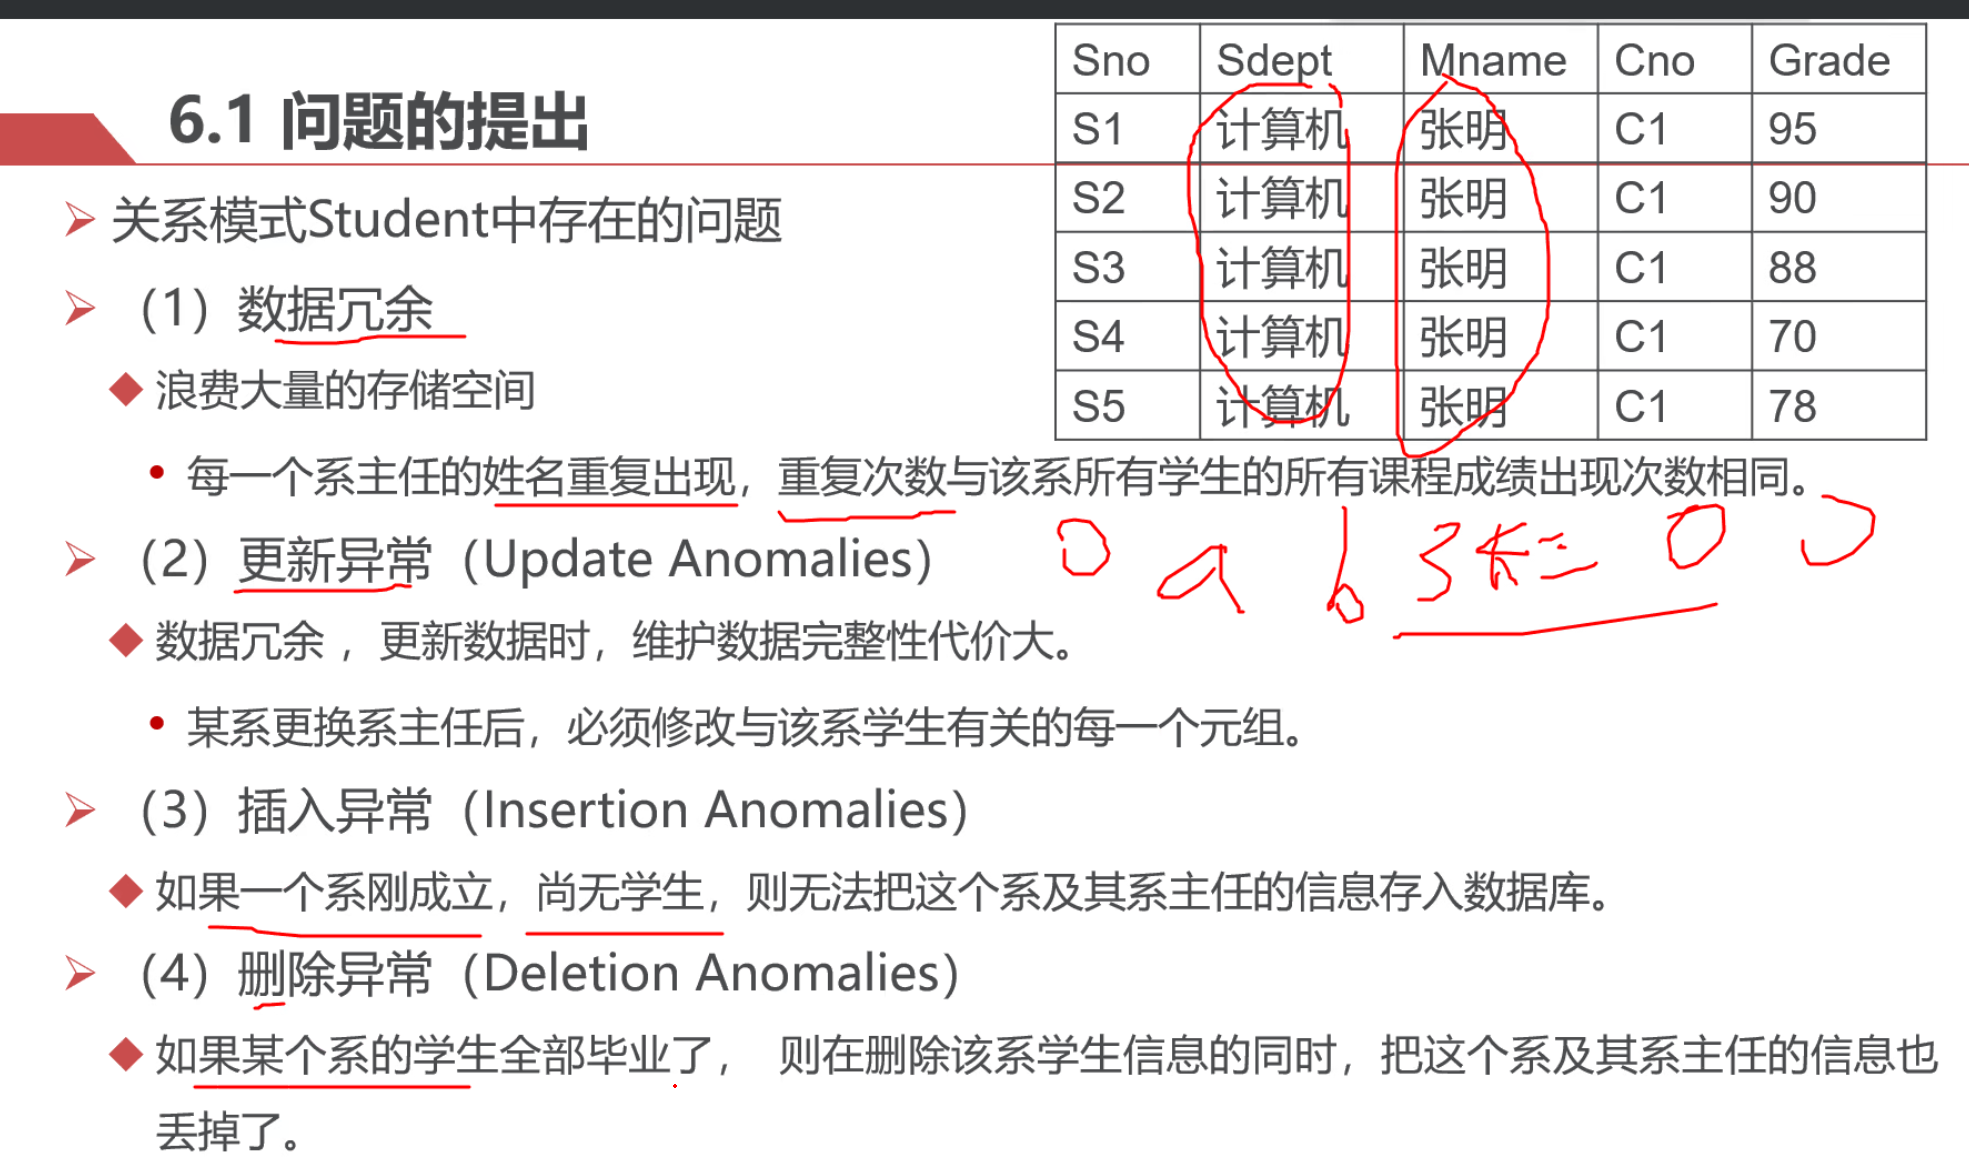 Sno Sdept Mname Cno Grade
S1 计算机 张明 C1 95
S2 计算机 张明 C1 90
S3 计算机 张明 C1 88
S4 计算机 张明 C1 70
S5 计算机 张明 C1 78
6.1 问题的提出
关系模式Student中存在的问题
（1）数据冗余
浪费大量的存储空间
每一个系主任的姓名重复出现，重复次数与该系所有学生的所有课程成绩出现次数相同。
（2）更新异常（Update Anomalies）
数据冗余 ，更新数据时，维护数据完整性代价大。
某系更换系主任后，必须修改与该系学生有关的每一个元组。
（3）插入异常（Insertion Anomalies）
如果一个系刚成立，尚无学生，则无法把这个系及其系主任的信息存入数据库。
（4）删除异常（Deletion Anomalies）
如果某个系的学生全部毕业了， 则在删除该系学生信息的同时，把这个系及其系主任的信息也
丢掉了。